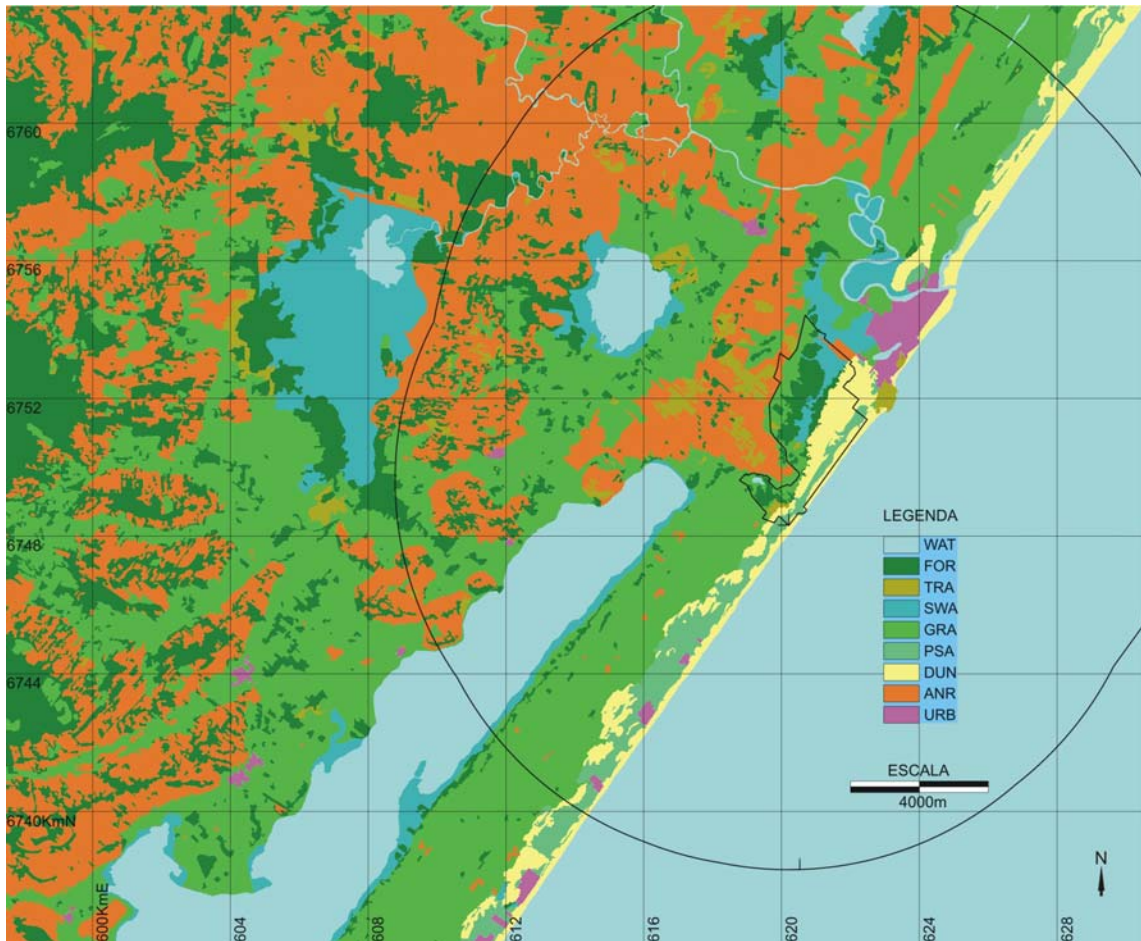 6760
6756
6752
6748
6744
6740KmN
LEGENDA
WAT
FOR
TRA
SWA
GRA
PSA
DUN
ANR
URB
ESCALA
4000m
N
600KmE
604
608
612
616
620
624
628